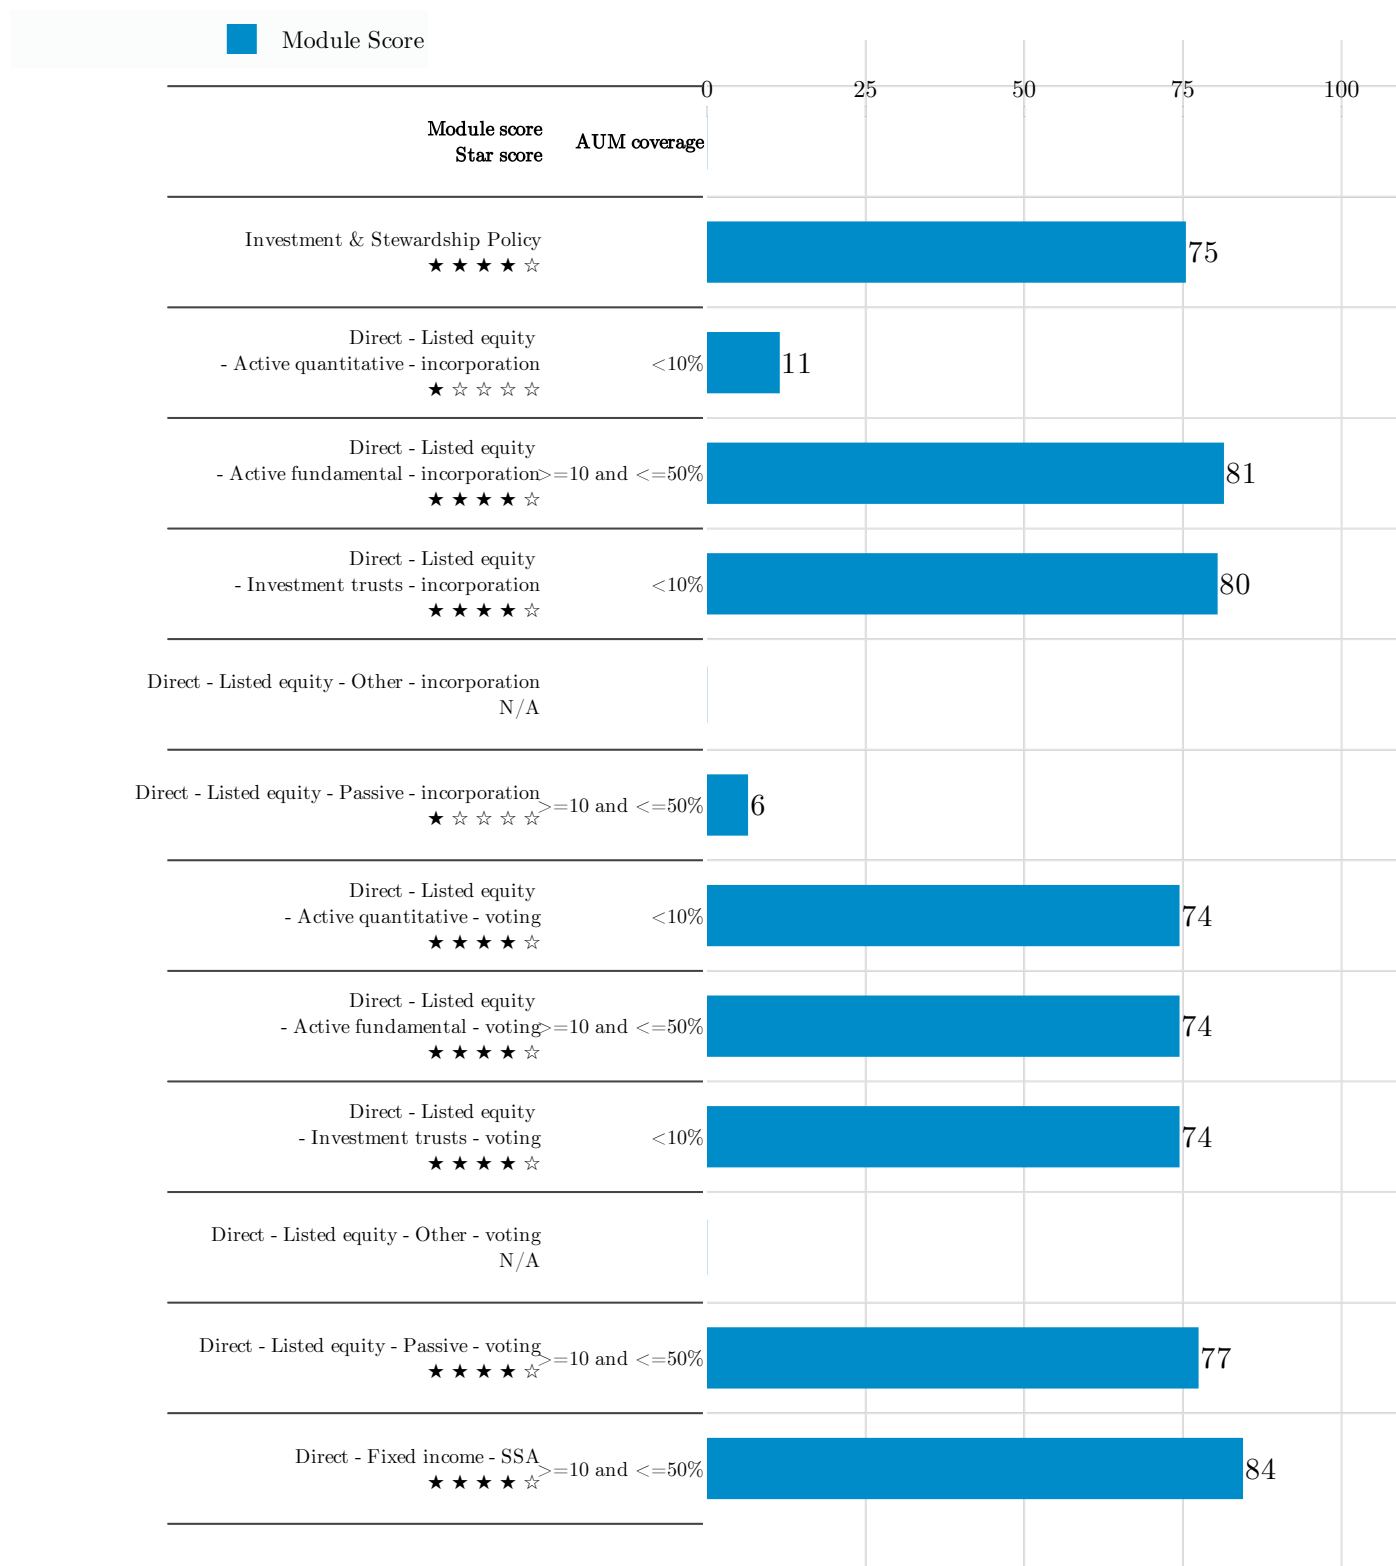 Module Score
0 25 50 75 100
Module score
Star score
AUM coverage
Investment & Stewardship Policy
★ ★ ★ ★ ☆
75
Direct - Listed equity
- Active quantitative - incorporation
★ ☆ ☆ ☆ ☆
<10%
11
Direct - Listed equity
- Active fundamental - incorporation
★ ★ ★ ★ ☆
>=10 and <=50%
81
Direct - Listed equity
- Investment trusts - incorporation
★ ★ ★ ★ ☆
<10%
80
Direct - Listed equity - Other - incorporation
N/A
Direct - Listed equity - Passive - incorporation
★ ☆ ☆ ☆ ☆
>=10 and <=50%
6
Direct - Listed equity
- Active quantitative - voting
★ ★ ★ ★ ☆
<10%
74
Direct - Listed equity
- Active fundamental - voting
★ ★ ★ ★ ☆
>=10 and <=50%
74
Direct - Listed equity
- Investment trusts - voting
★ ★ ★ ★ ☆
<10%
74
Direct - Listed equity - Other - voting
N/A
Direct - Listed equity - Passive - voting
★ ★ ★ ★ ☆
>=10 and <=50%
77
Direct - Fixed income - SSA
★ ★ ★ ★ ☆
>=10 and <=50%
84